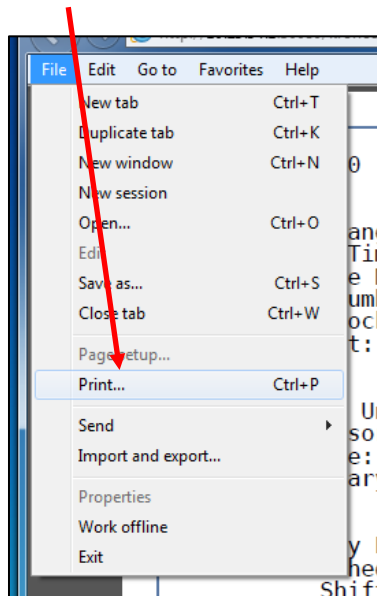 File Edit Go to Favorites Help
New tab Ctrl+T
Duplicate tab Ctrl+K
New window Ctrl+N
0
New session
Open... Ctrl+O
Edit
Save as... Ctrl+S
Close tab Ctrl+W
t:
Page setup...
Print... Ctrl+P
Send
Import and export...
e:
Properties
Work offline
Exit